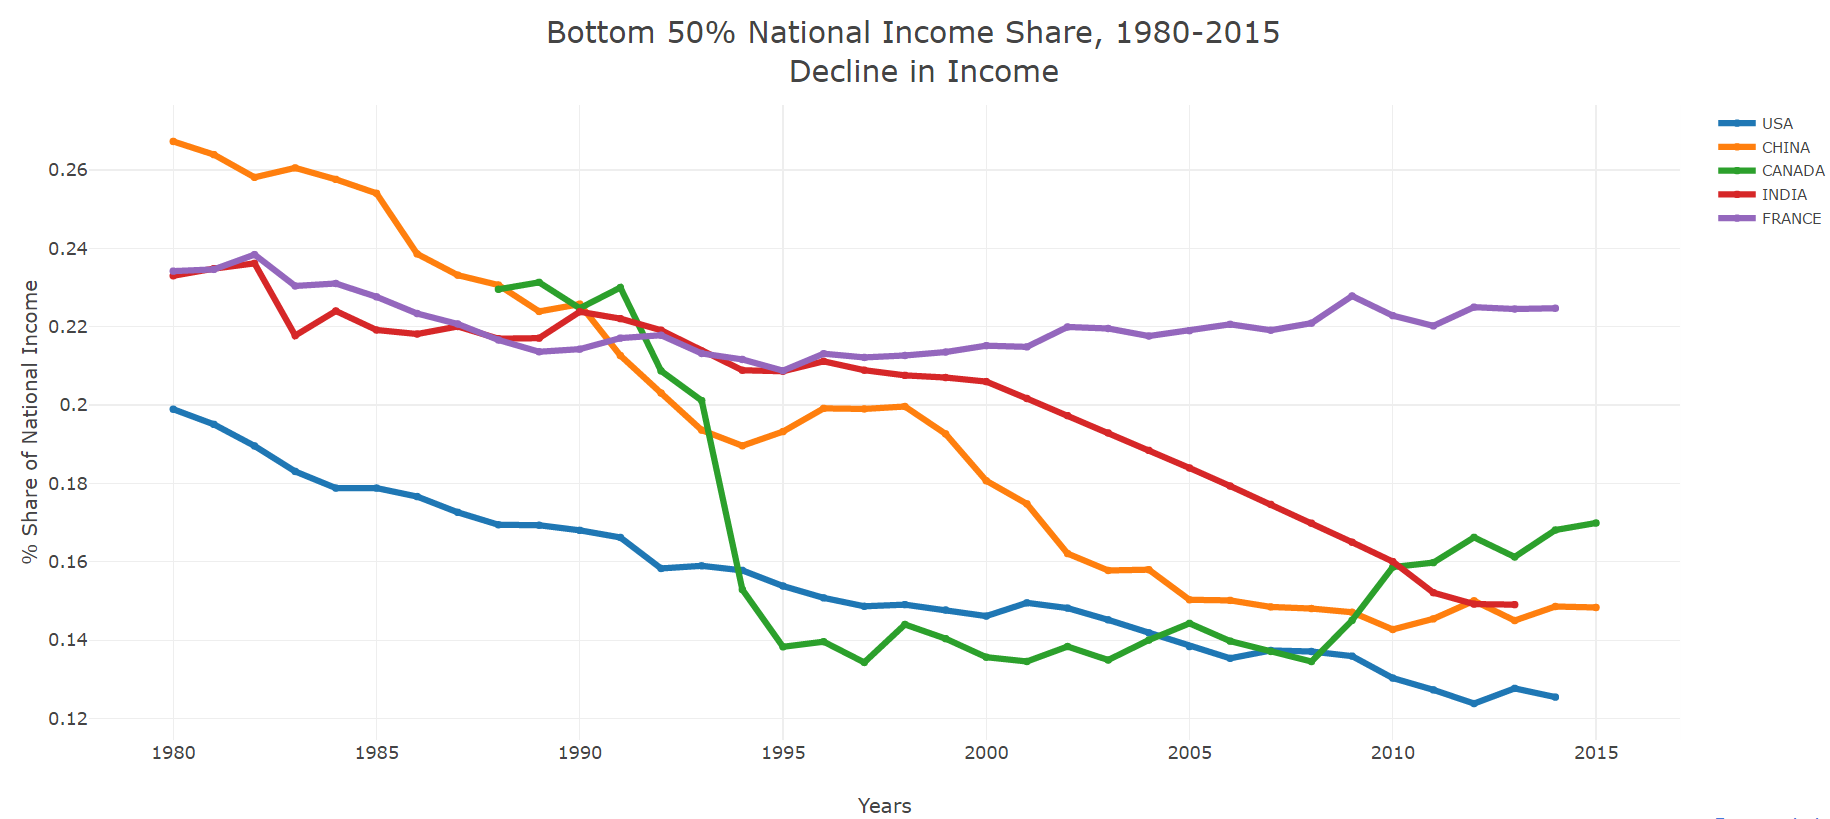 Bottom 50% National Income Share, 1980-2015
Decline in Income
USA
CHINA
CANADA
INDIA
FRANCE
% Share of National Income
0.26
0.24
0.22
0.2
0.18
0.16
0.14
0.12
1980 1985 1990 1995 2000 2005 2010 2015
Years